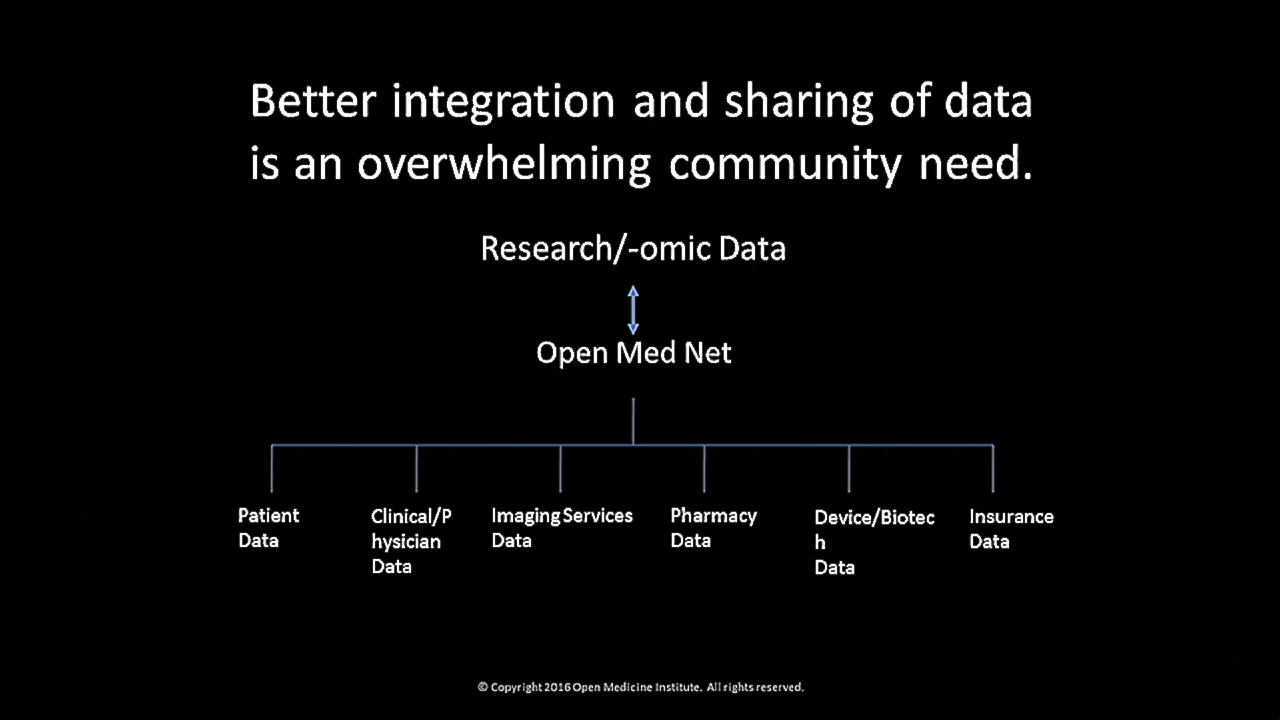 Better integration and sharing of data
is an overwhelming community need.
Research/-omic Data
Open Med Net
Patient
Data
Clinical/P
hysician
Data
Imaging Services
Data
Pharmacy
Data
Device/Biotec
h
Data
Insurance
Data
© Copyright 2016 Open Medicine Institute. All rights reserved.